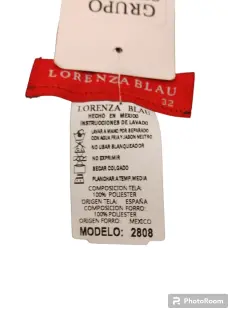 GRUPO
LORENZA BLAU
32
LORENZA BLAU
HECHO EN MEXICO
INSTRUCCIONES DE LAVADO
LAVAR A MANO POR SEPARADO
CON AGUA FRIA Y JABON NEUTRO
NO USAR BLANQUEADOR
NO EXPRIMIR
SECAR COLGADO
PLANCHAR A TEMP. MEDIA
COMPOSICION TELA:
100% POLIESTER
ORIGEN TELA: ESPAÑA
COMPOSICION FORRO:
100% POLIESTER
ORIGEN FORRO: MEXICO
MODELO: 2808
PhotoRoom